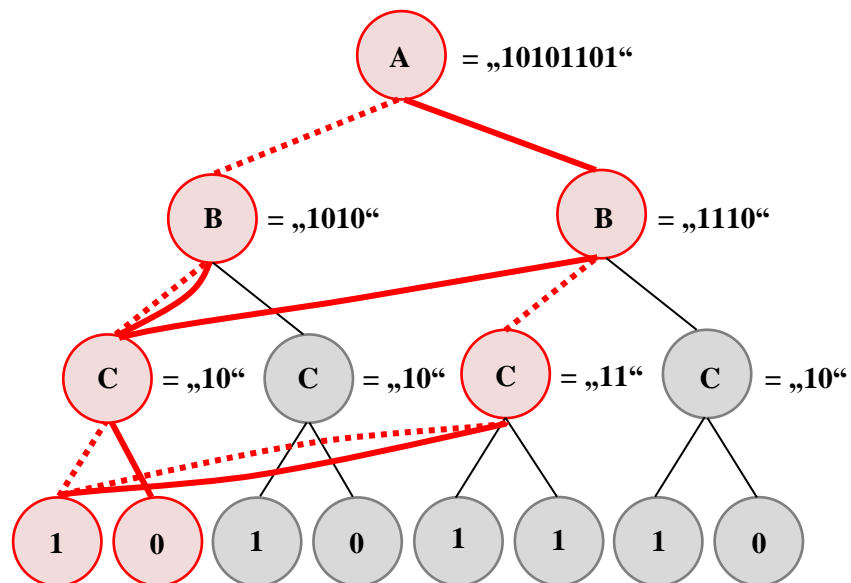 A = „10101101“
B = „1010“ B = „1110“
C = „10“ C = „10“ C = „11“ C = „10“
1 0 1 0 1 1 1 0